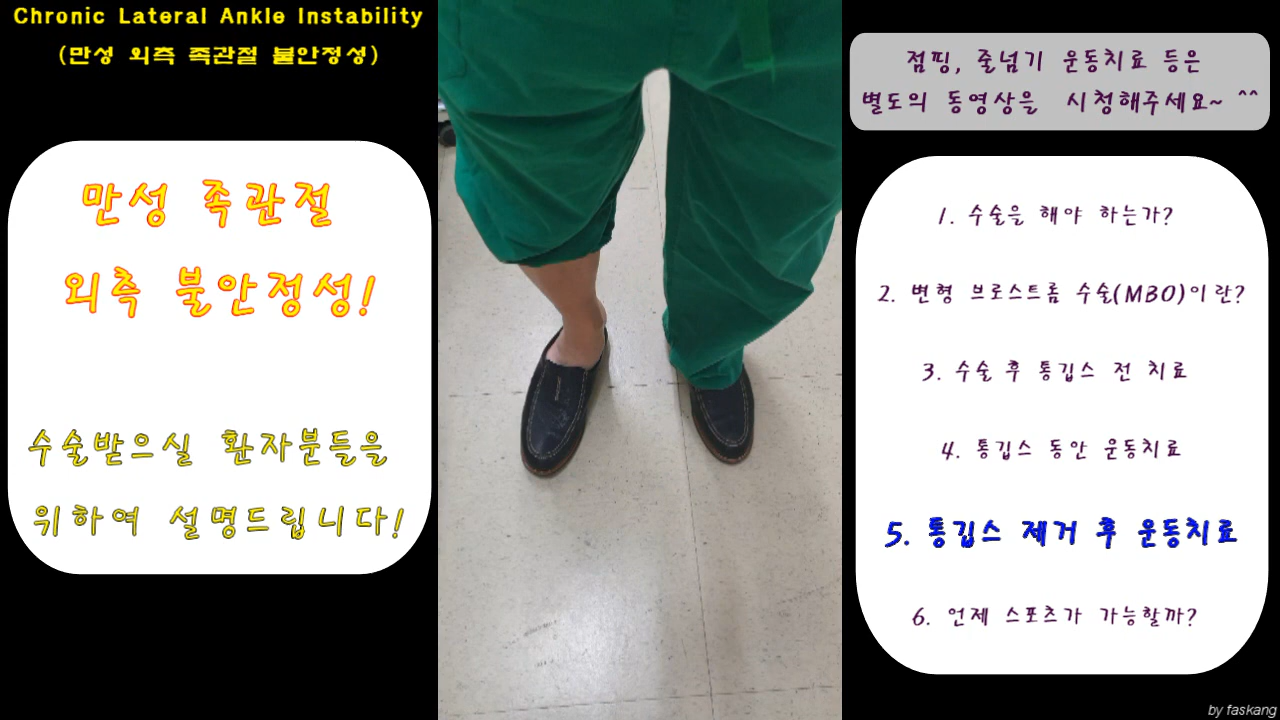 Chronic Lateral Ankle Instability
(만성 외측 족관절 불안정성)
만성 족관절
외측 불안정성!
수술받으실 환자분들을
위하여 설명드립니다!
점핑, 줄넘기 운동치료 등은
별도의 동영상을 시청해주세요~ ^^
1. 수술을 해야 하는가?
2. 변형 브로스트롬 수술(MBO)이란?
3. 수술 후 통깁스 전 치료
4. 통깁스 동안 운동치료
5. 통깁스 제거 후 운동치료
6. 언제 스포츠가 가능할까?
by faskang